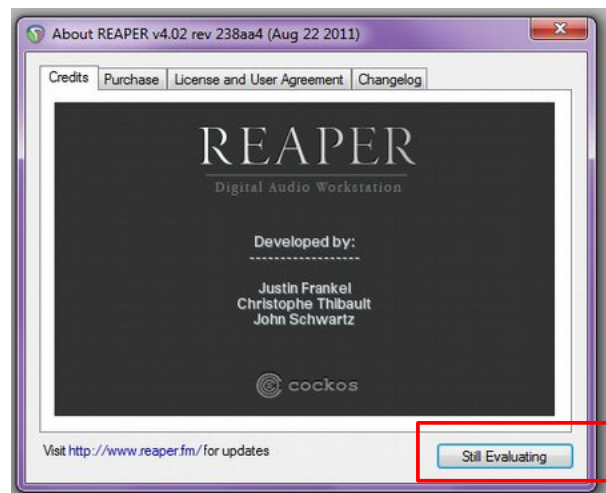 About REAPER v4.02 rev 238aa4 (Aug 22 2011)
Credits Purchase License and User Agreement Changelog
REAPER
Digital Audio Workstation
Developed by:
------------------
Justin Frankel
Christophe Thibault
John Schwartz
cockos
Visit http://www.reaper.fm/ for updates
Still Evaluating